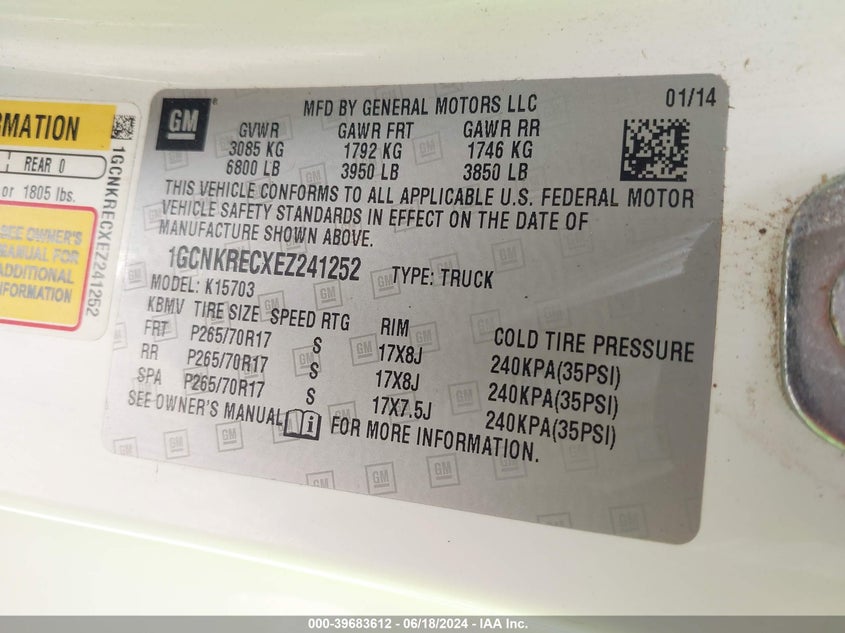 RMATION
REAR 0
or 1805 lbs.
SEE OWNER'S
MANUAL FOR
INFORMATION
1GCNKRECXEZ241252
GM
MFD BY GENERAL MOTORS LLC 01/14
GVWR GAWR FRT GAWR RR
3085 KG 1792 KG 1746 KG
6800 LB 3950 LB 3850 LB
THIS VEHICLE CONFORMS TO ALL APPLICABLE U.S. FEDERAL MOTOR
VEHICLE SAFETY STANDARDS IN EFFECT ON THE DATE OF
MANUFACTURE SHOWN ABOVE.
1GCNKRECXEZ241252 TYPE: TRUCK
MODEL: K15703
KBMV TIRE SIZE SPEED RTG RIM COLD TIRE PRESSURE
FRT P265/70R17 S 17X8J 240KPA(35PSI)
RR P265/70R17 S 17X8J 240KPA(35PSI)
SPA P265/70R17 S 17X7.5J 240KPA(35PSI)
SEE OWNER'S MANUAL FOR MORE INFORMATION.
000-39683612 - 06/18/2024 - IAA Inc.